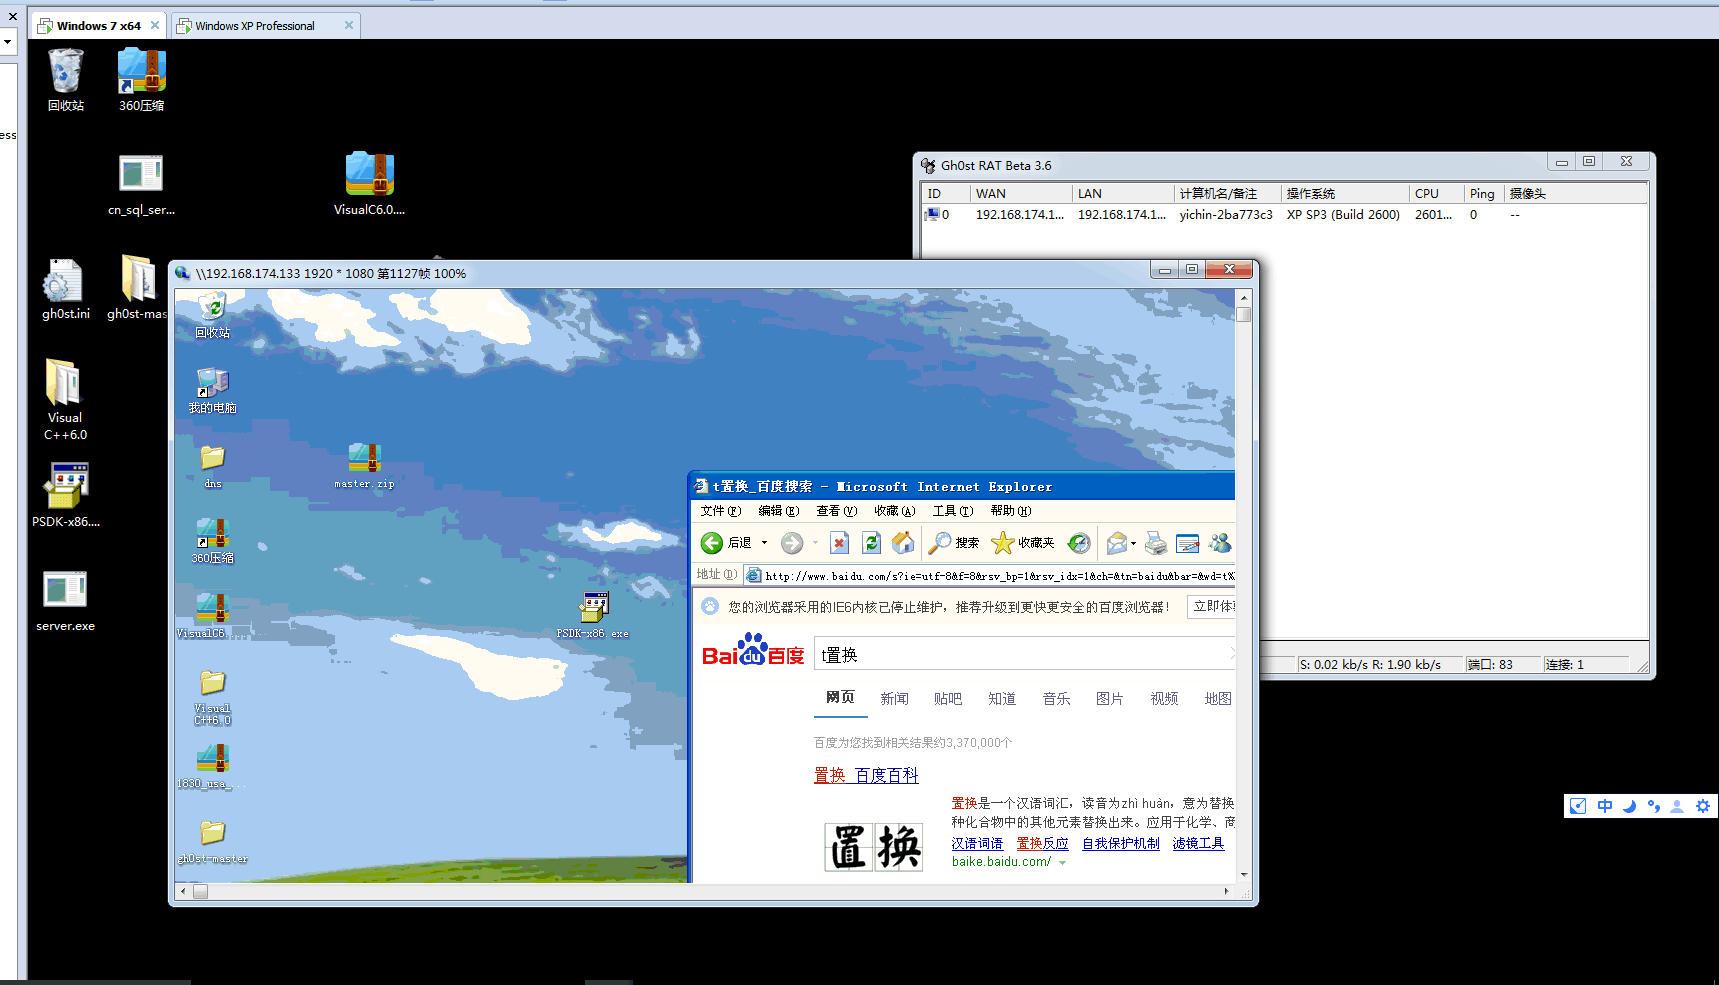 Windows 7 x64
Windows XP Professional
ess
回收站
360压缩
cn_sql_ser...
VisualC6.0....
gh0st.ini
gh0st-mas
Visual
C++6.0
PSDK-x86....
server.exe
Gh0st RAT Beta 3.6
ID WAN LAN 计算机名/备注 操作系统 CPU Ping 摄像头
0 192.168.174.1... 192.168.174.1... yichin-2ba773c3 XP SP3 (Build 2600) 2601... 0 --
S: 0.02 kb/s R: 1.90 kb/s 端口: 83 连接: 1
\\192.168.174.133 1920 * 1080 第1127帧 100%
回收站
我的电脑
dns
master.zip
360压缩
VisualC6.
PSDK-x86.exe
Visual
C++6.0
1830_usa_...
gh0st-master
t置换_百度搜索 - Microsoft Internet Explorer
文件(F) 编辑(E) 查看(V) 收藏(A) 工具(T) 帮助(H)
后退 搜索 收藏夹
地址(D) http://www.baidu.com/s?ie=utf-8&f=8&rsv_bp=1&rsv_idx=1&ch=&tn=baidu&bar=&wd=t%
您的浏览器采用的IE6内核已停止维护，推荐升级到更快更安全的百度浏览器！ 立即体
Bai du 百度 t置换
网页 新闻 贴吧 知道 音乐 图片 视频 地图
百度为您找到相关结果约3,370,000个
置换_百度百科
置换是一个汉语词汇，读音为zhì huàn，意为替换
种化合物中的其他元素替换出来。应用于化学、商
置换
汉语词语 置换反应 自我保护机制 滤镜工具
baike.baidu.com/
中